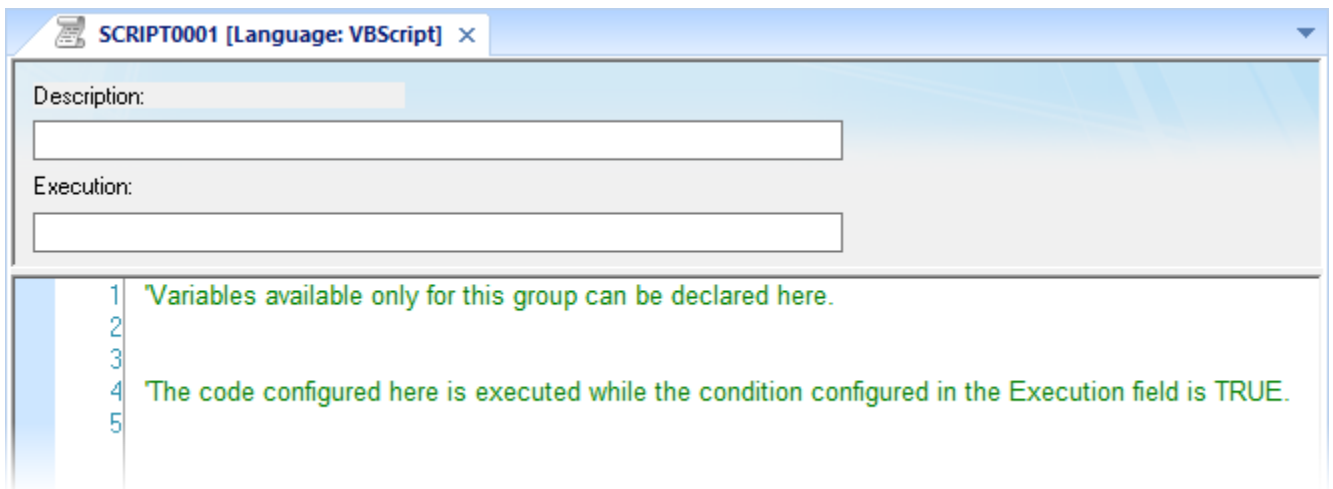 SCRIPT0001 [Language: VBScript] ×
Description:
Execution:
1 'Variables available only for this group can be declared here.
2
3
4 'The code configured here is executed while the condition configured in the Execution field is TRUE.
5